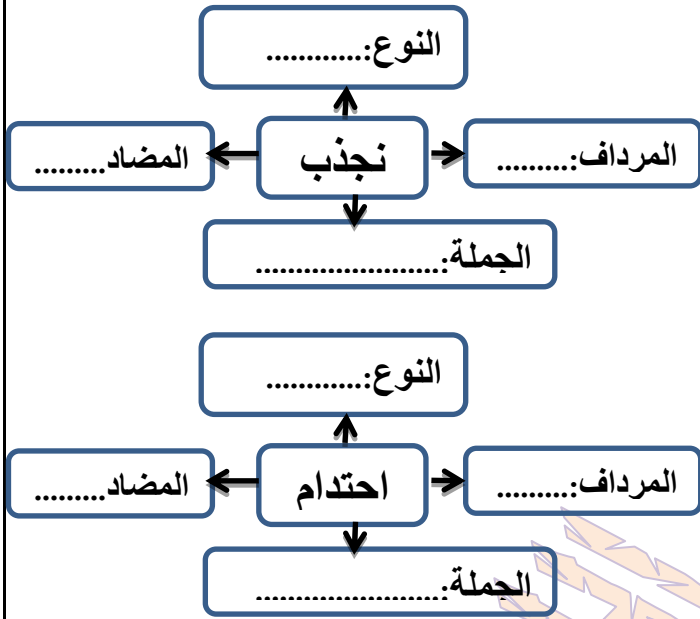 النوع:.............
المرداف:.........
نجذب
المضاد.........
الجملة:.......................
النوع:.............
المرداف:.........
احتدام
المضاد.........
الجملة:.......................